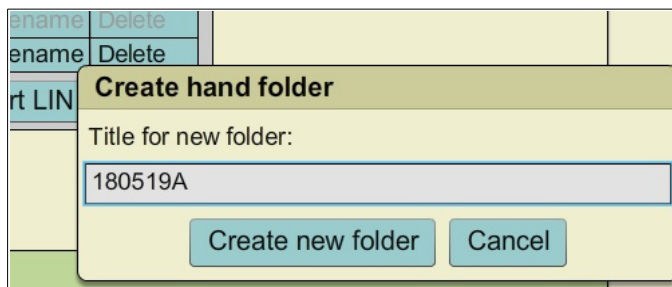 ename Delete
ename Delete
rt LIN
Create hand folder
Title for new folder:
180519A
Create new folder Cancel